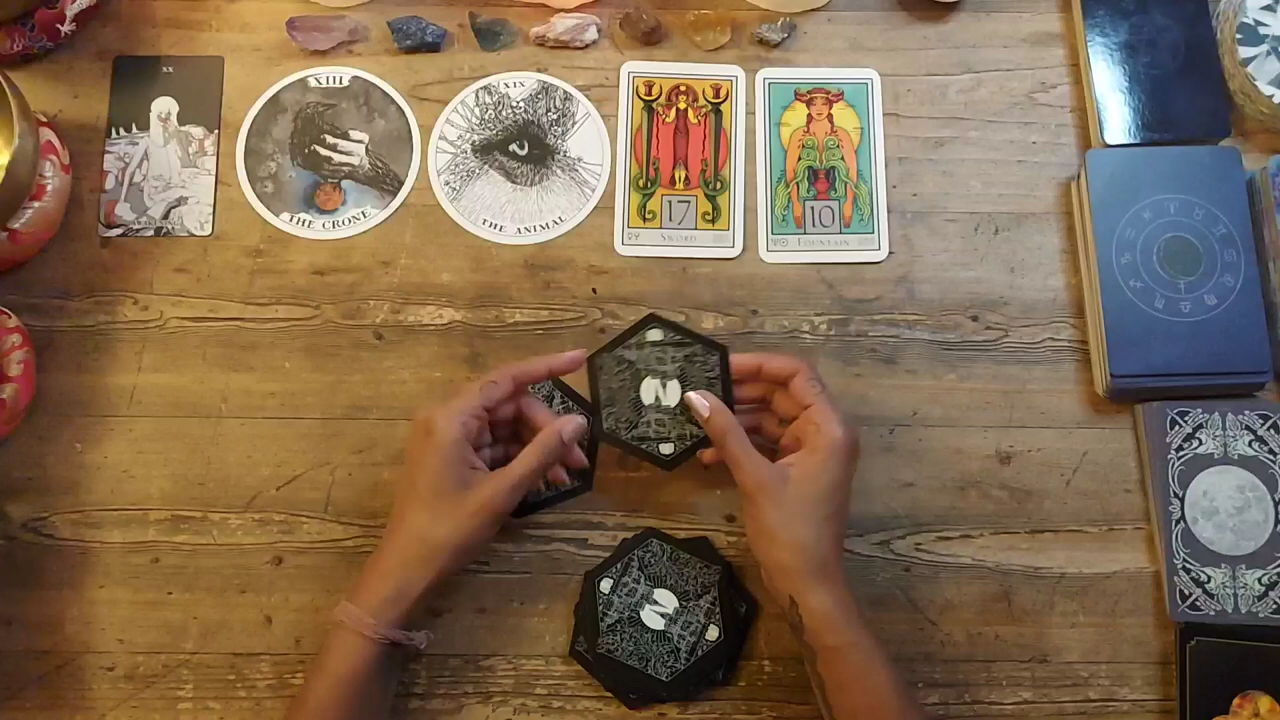 XX
XIII
THE CRONE
XIX
THE ANIMAL
17
SWORD
10
FOUNTAIN
N
N